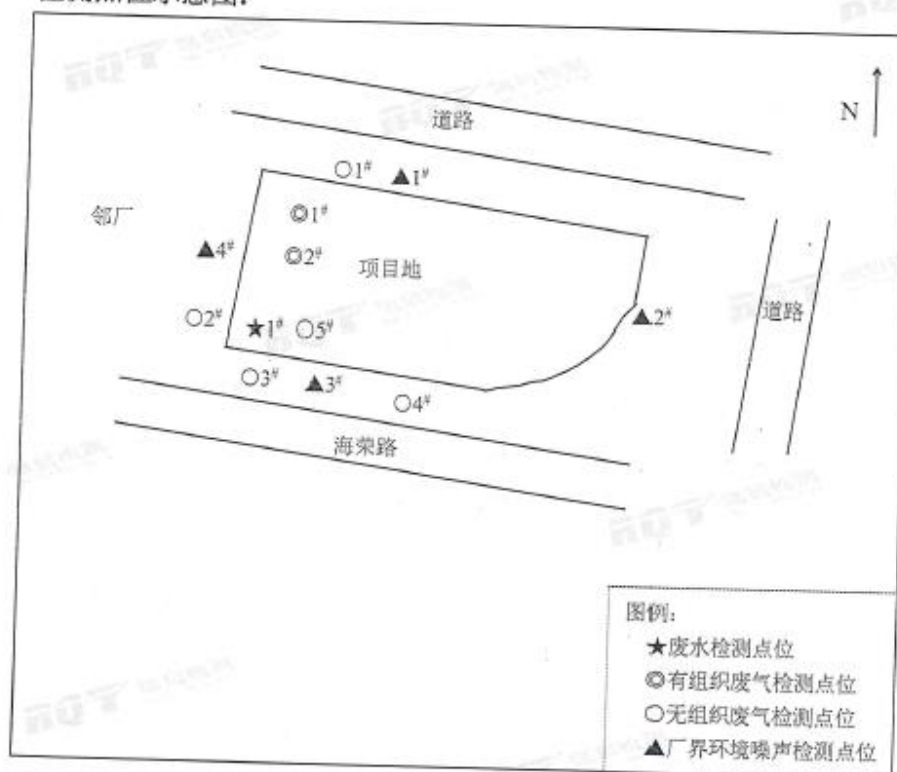 道路
N
○1#
▲1#
邻厂
◎1#
▲4#
◎2#
项目地
○2#
★1#
○5#
▲2#
道路
○3#
▲3#
○4#
海荣路
图例:
★废水检测点位
◎有组织废气检测点位
○无组织废气检测点位
▲厂界环境噪声检测点位